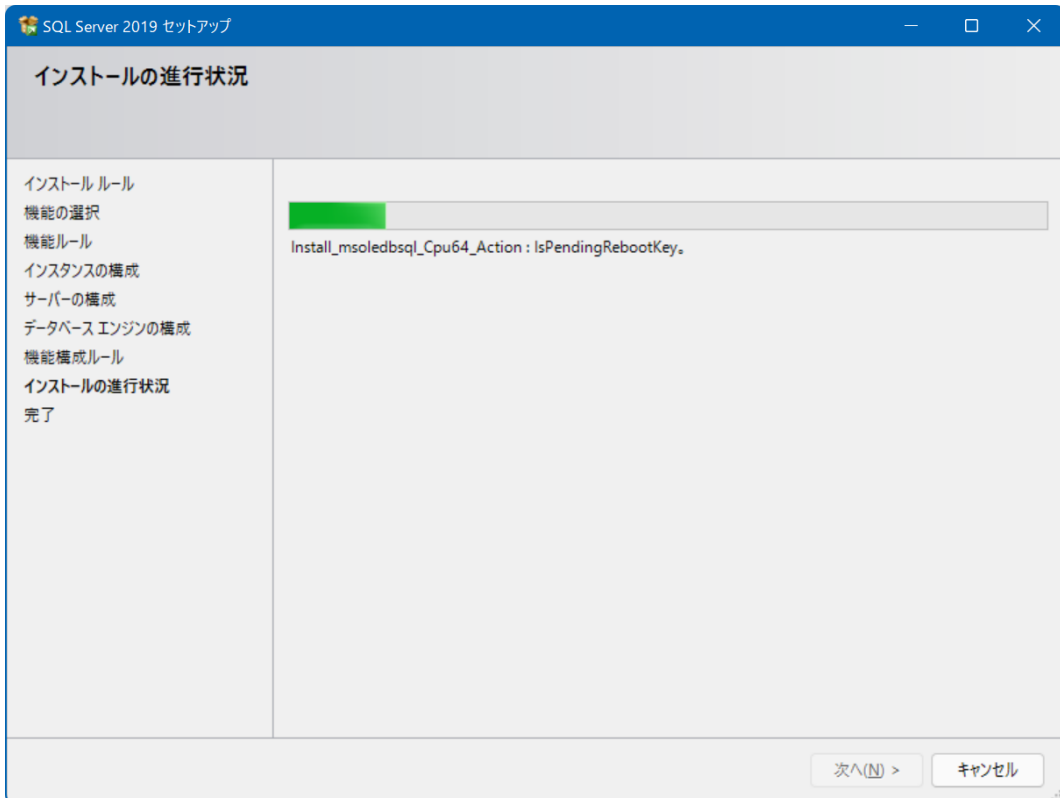 SQL Server 2019 セットアップ
インストールの進行状況
インストール ルール
機能の選択
機能ルール
インスタンスの構成
サーバーの構成
データベース エンジンの構成
機能構成ルール
インストールの進行状況
完了
Install_msoledbsql_Cpu64_Action : IsPendingRebootKey。
次へ(N) >
キャンセル